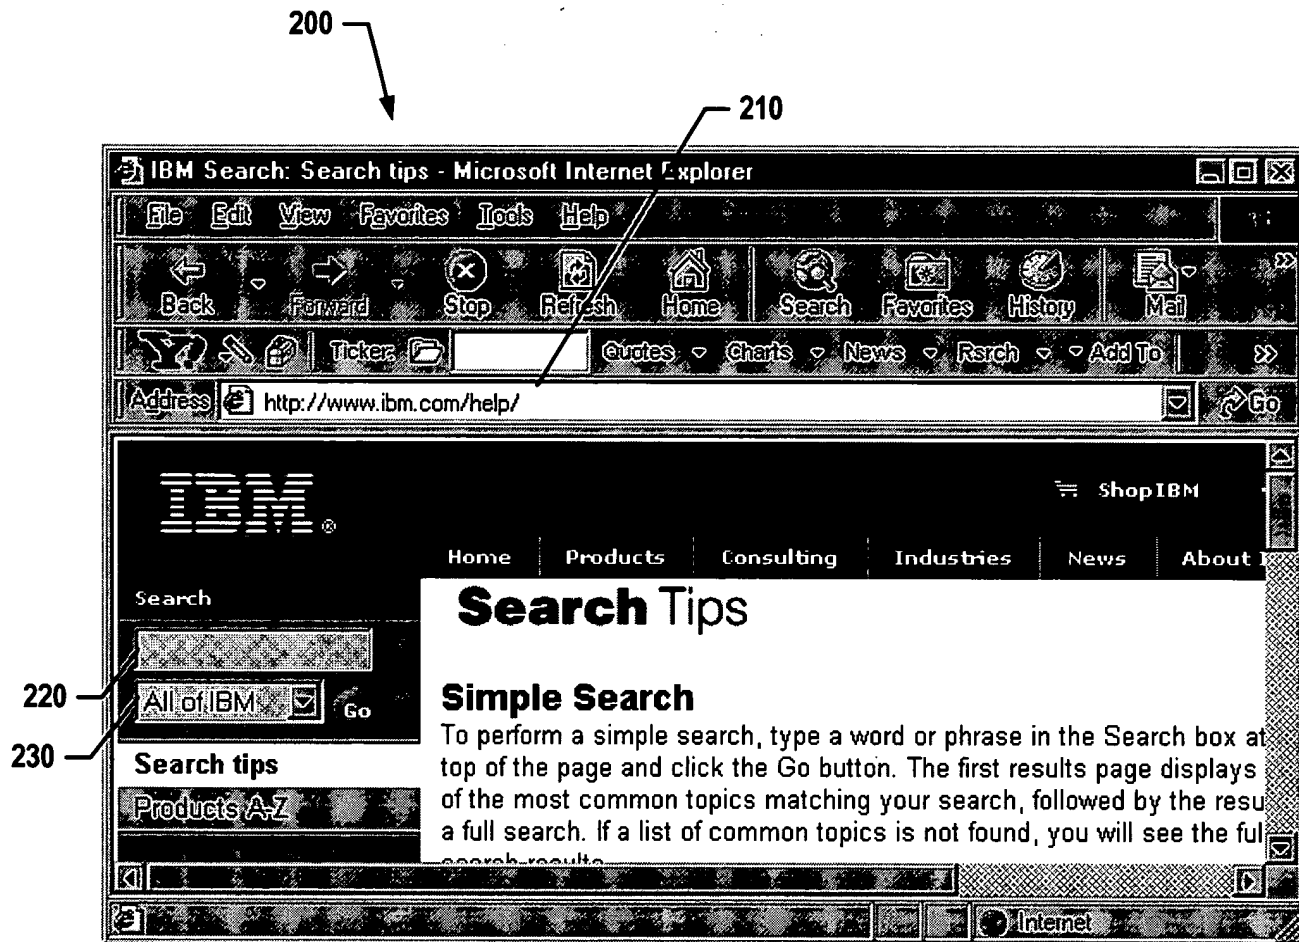 200
210
IBM Search: Search tips - Microsoft Internet Explorer
File Edit View Favorites Tools Help
Back Forward Stop Refresh Home Search Favorites History Mail
Y! Ticker: Quotes Charts News Rsrch Add To
Address http://www.ibm.com/help/ Go
IBM®
ShopIBM
Home Products Consulting Industries News About
Search
Search Tips
220
All of IBM Go
230
Simple Search
To perform a simple search, type a word or phrase in the Search box at
top of the page and click the Go button. The first results page displays
of the most common topics matching your search, followed by the resu
a full search. If a list of common topics is not found, you will see the ful
search results
Search tips
Products A-Z
Internet